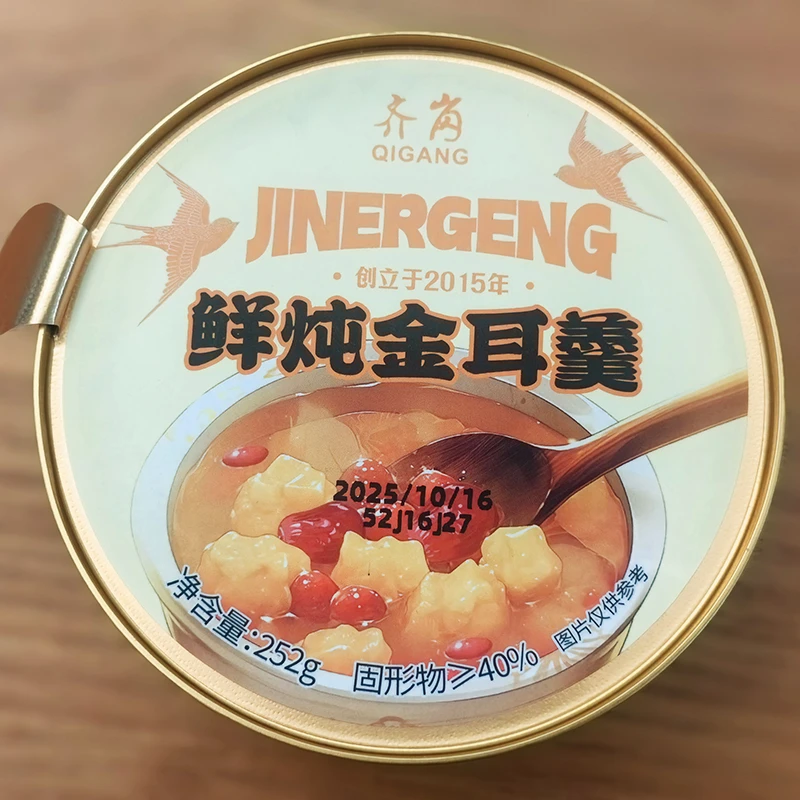 齐岗
QIGANG
JINERGENG
·创立于2015年·
鲜炖金耳羹
2025/10/16
52J16J27
净含量:252g
固形物≥40%
图片仅供参考